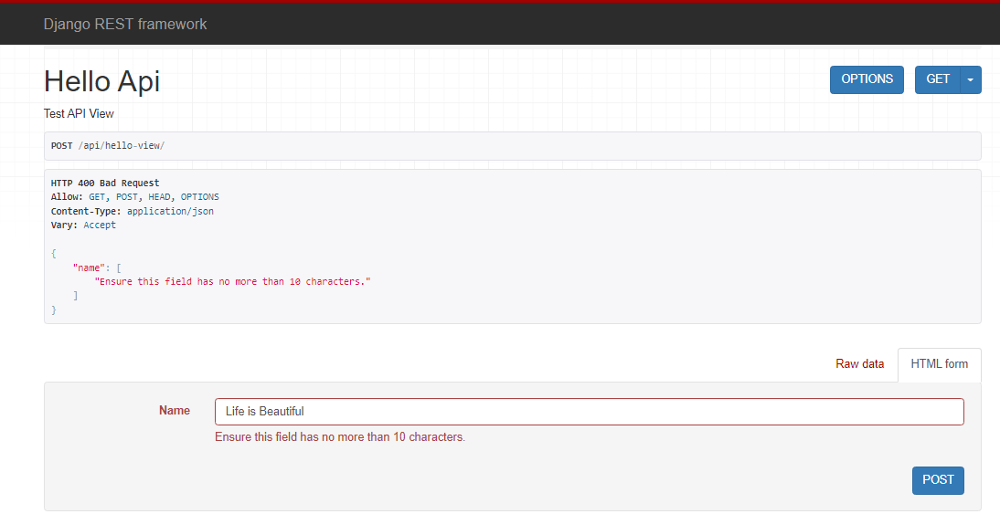 Django REST framework
Hello Api
OPTIONS
GET
Test API View
POST /api/hello-view/
HTTP 400 Bad Request
Allow: GET, POST, HEAD, OPTIONS
Content-Type: application/json
Vary: Accept
{
    "name": [
        "Ensure this field has no more than 10 characters."
    ]
}
Raw data
HTML form
Name
Life is Beautiful
Ensure this field has no more than 10 characters.
POST